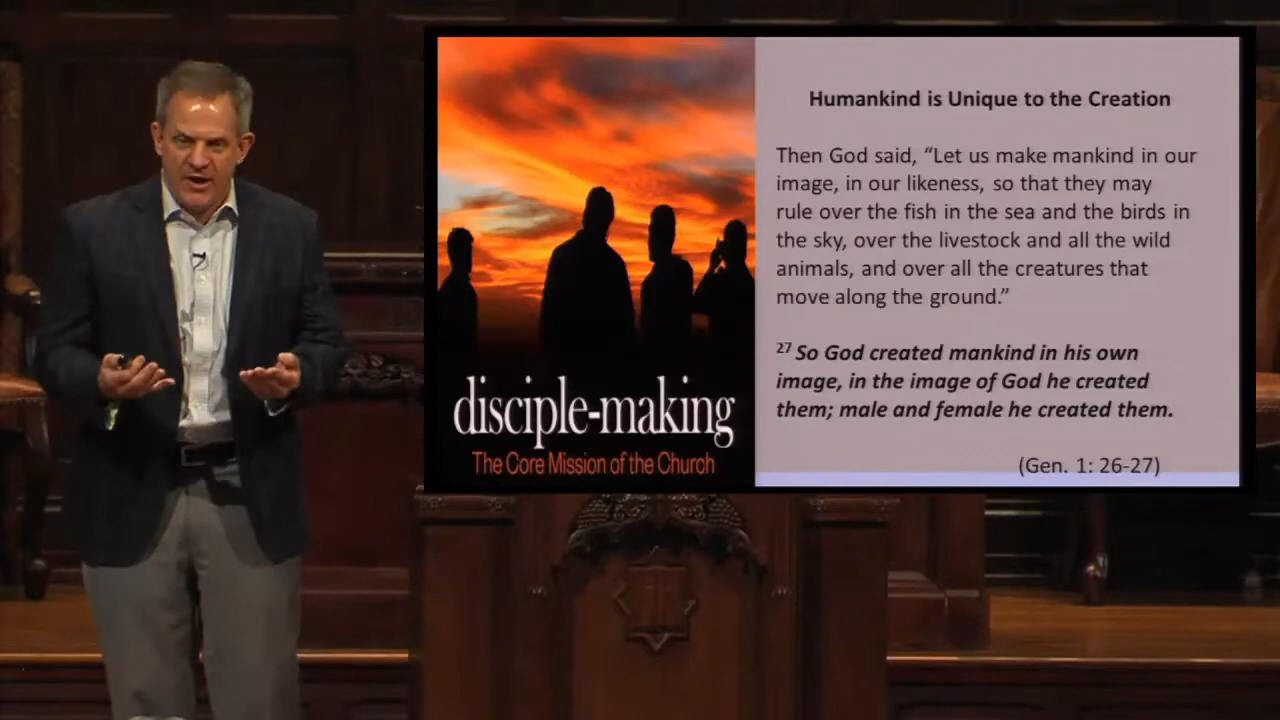 Humankind is Unique to the Creation
Then God said, “Let us make mankind in our
image, in our likeness, so that they may
rule over the fish in the sea and the birds in
the sky, over the livestock and all the wild
animals, and over all the creatures that
move along the ground.”
27 So God created mankind in his own
image, in the image of God he created
them; male and female he created them.
(Gen. 1: 26-27)
disciple-making
The Core Mission of the Church